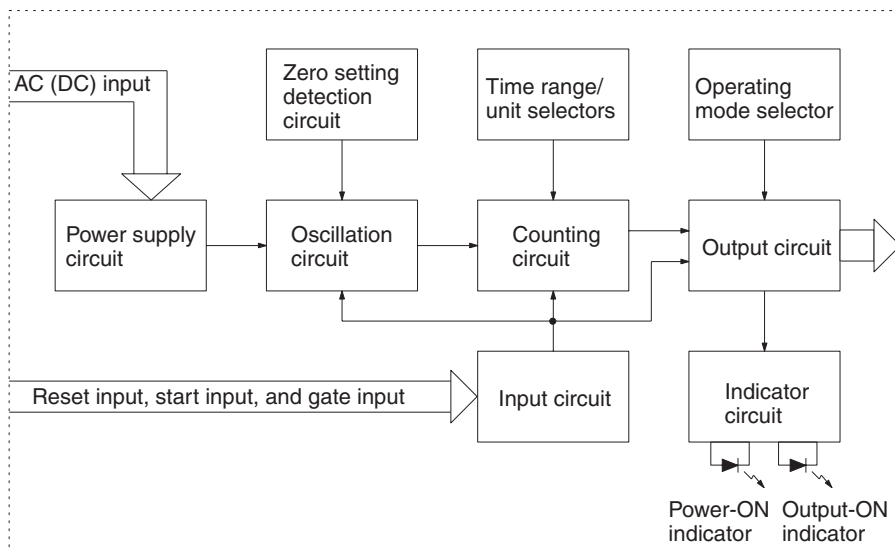 AC (DC) input
Zero setting
detection
circuit
Time range/
unit selectors
Operating
mode selector
Power supply
circuit
Oscillation
circuit
Counting
circuit
Output circuit
Reset input, start input, and gate input
Input circuit
Indicator
circuit
Power-ON
indicator
Output-ON
indicator